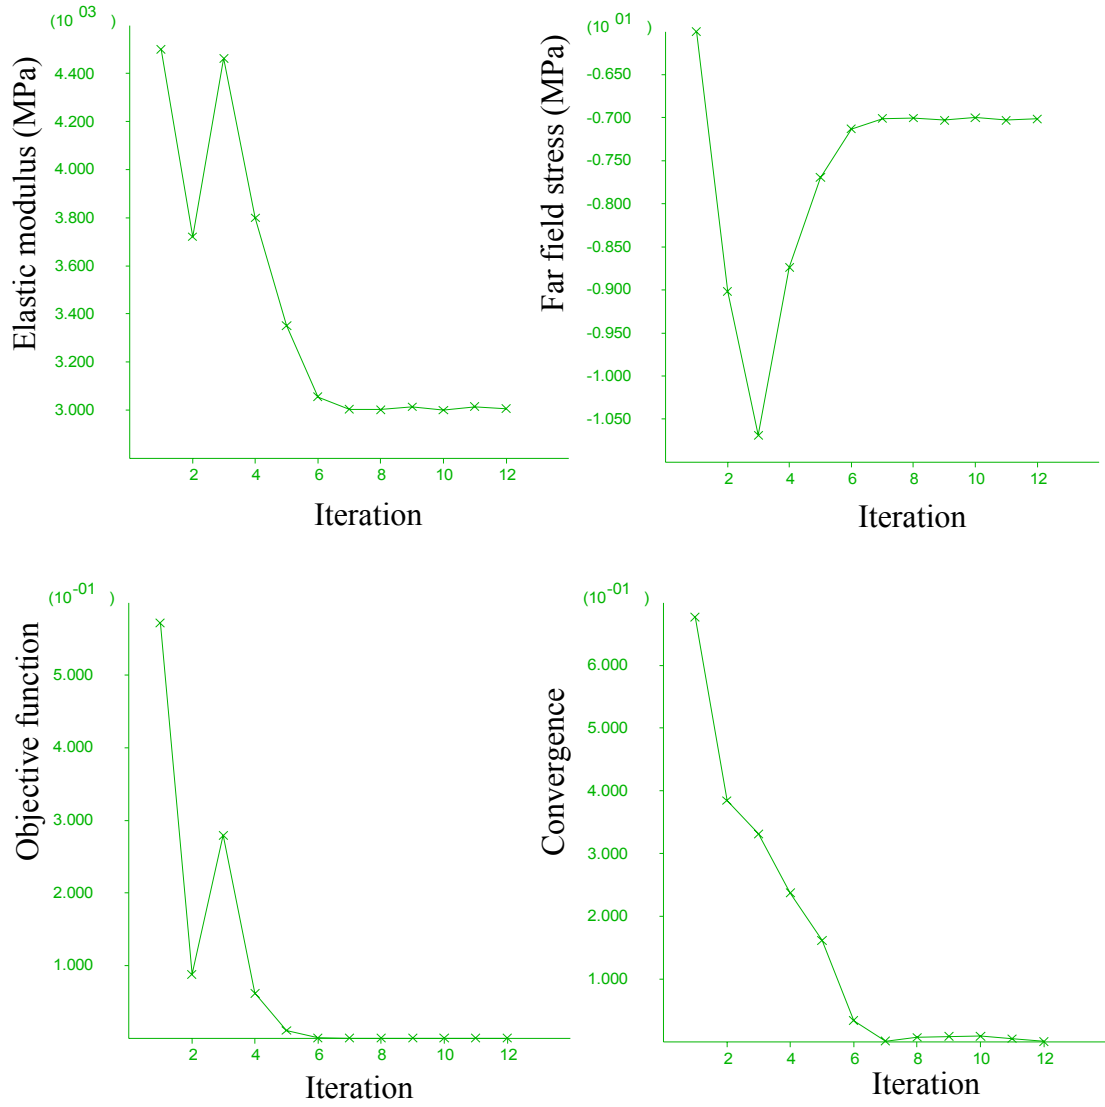 (10 03 )
Elastic modulus (MPa)
4.400
4.200
4.000
3.800
3.600
3.400
3.200
3.000
2 4 6 8 10 12
Iteration
(10 01 )
Far field stress (MPa)
-0.650
-0.700
-0.750
-0.800
-0.850
-0.900
-0.950
-1.000
-1.050
2 4 6 8 10 12
Iteration
(10 -01 )
Objective function
5.000
4.000
3.000
2.000
1.000
2 4 6 8 10 12
Iteration
(10 -01 )
Convergence
6.000
5.000
4.000
3.000
2.000
1.000
2 4 6 8 10 12
Iteration